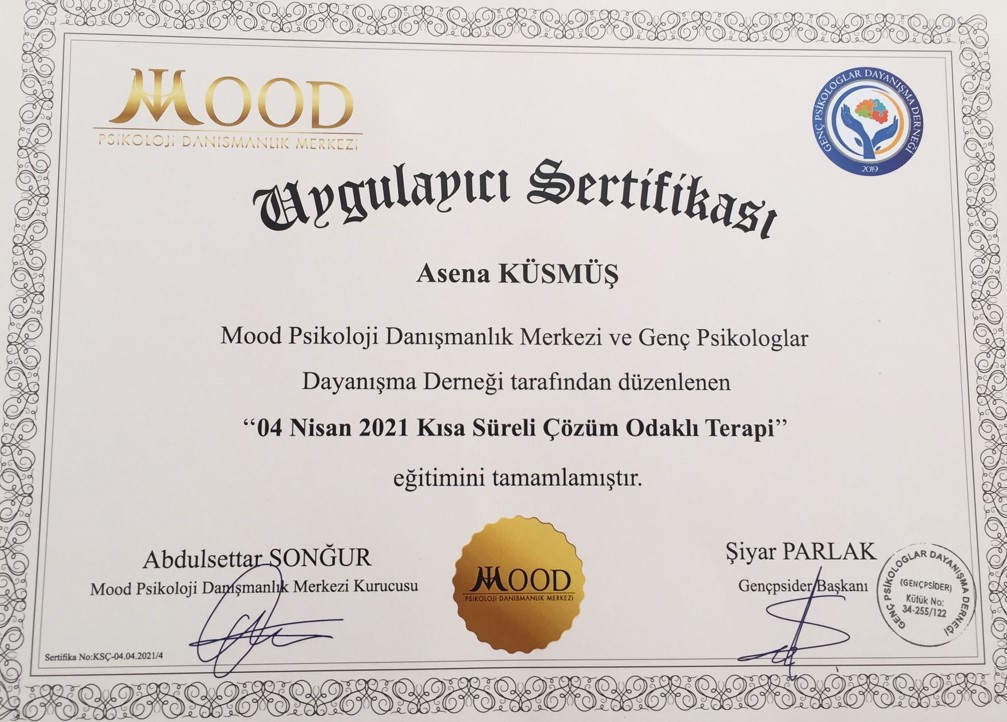 MOOD
PSİKOLOJİ DANIŞMANLIK MERKEZİ
GENÇ PSİKOLOGLAR DAYANIŞMA DERNEĞİ
2019
Uygulayıcı Sertifikası
Asena KÜSMÜŞ
Mood Psikoloji Danışmanlık Merkezi ve Genç Psikologlar
Dayanışma Derneği tarafından düzenlenen
“04 Nisan 2021 Kısa Süreli Çözüm Odaklı Terapi”
eğitimini tamamlamıştır.
Abdulsettar SONĞUR
Mood Psikoloji Danışmanlık Merkezi Kurucusu
MOOD
PSİKOLOJİ DANIŞMANLIK MERKEZİ
Şiyar PARLAK
Gençpsider Başkanı
GENÇ PSİKOLOGLAR DAYANIŞMA DERNEĞİ
(GENÇPSİDER)
Kütük No:
34-255/122
Sertifika No:KSÇ-04.04.2021/4